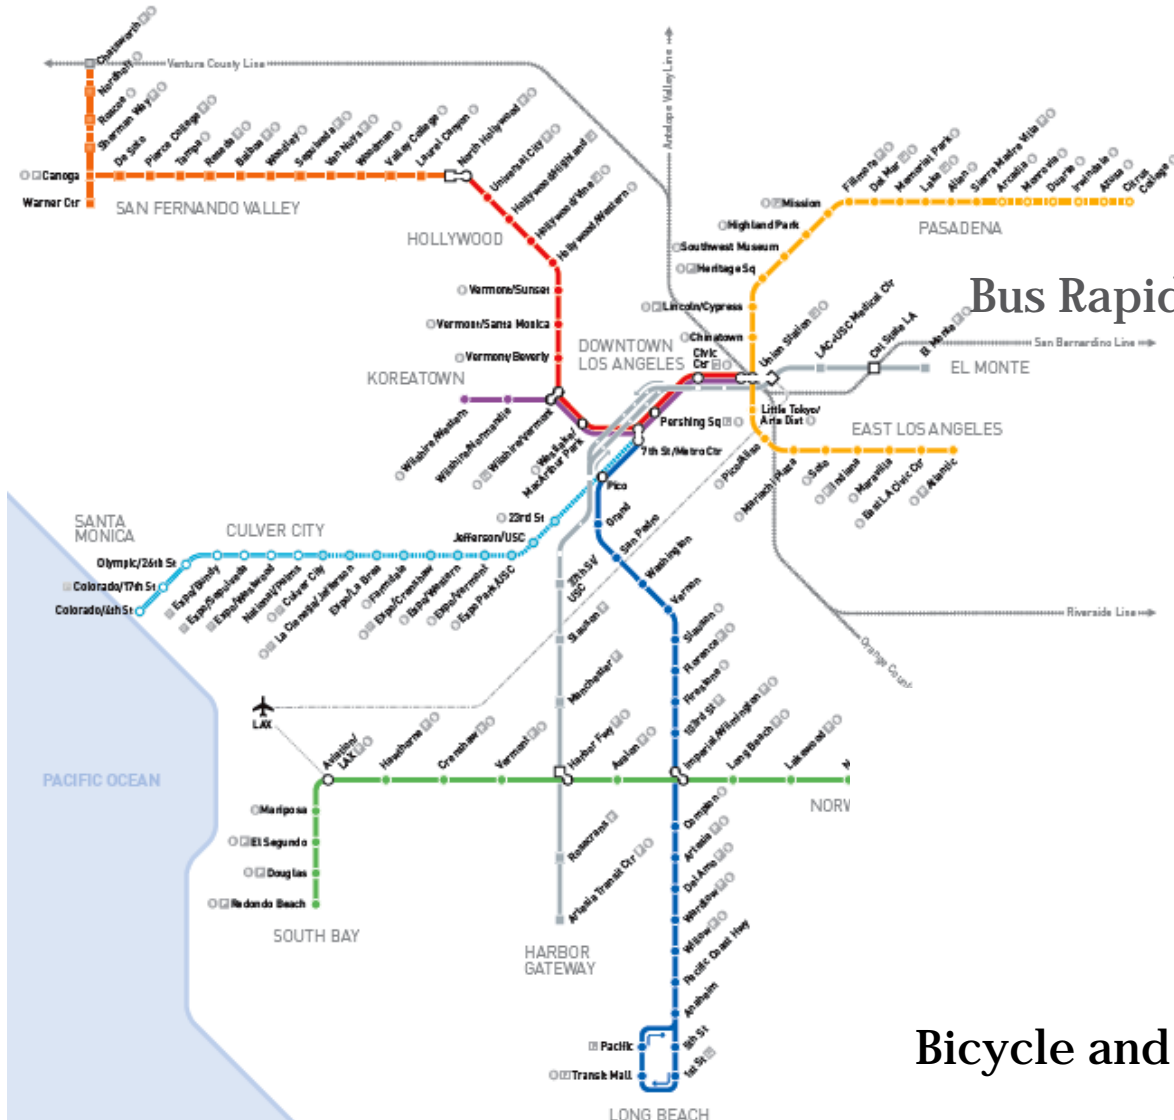 Chatsworth
Nordhoff
Roscoe
Sherman Way
Canoga
Warner Ctr
De Soto
Pierce College
Tampa
Reseda
Balboa
Woodley
Sepulveda
Van Nuys
Woodman
Valley College
Laurel Canyon
North Hollywood
SAN FERNANDO VALLEY
Ventura County Line
Antelope Valley Line
Universal City
Hollywood/Highland
Hollywood/Vine
Hollywood/Western
HOLLYWOOD
Vermont/Sunset
Vermont/Santa Monica
Vermony/Beverly
KOREATOWN
Wilshire/Western
Wilshire/Normandie
Wilshire/Vermont
Westlake/
MacArthur Park
DOWNTOWN
LOS ANGELES
Civic
Ctr
Pershing Sq
7th St/Metro Ctr
Pico
Fillmore
Del Mar
Memorial Park
Lake
Allen
Sierra Madre Villa
Arcadia
Monrovia
Duarte
Irwindale
Azusa
Citrus
College
PASADENA
Mission
Highland Park
Southwest Museum
Heritage Sq
Lincoln/Cypress
Chinatown
Union Station
Bus Rapid
LAC+USC Medical Ctr
Cal State LA
El Monte
San Bernardino Line
EL MONTE
Little Tokyo/
Arts Dist
EAST LOS ANGELES
Pico/Aliso
Mariachi Plaza
Soto
Indiana
Maravilla
East LA Civic Ctr
Atlantic
SANTA
MONICA
CULVER CITY
Olympic/26th St
Colorado/17th St
Colorado/4th St
Expo/Bundy
Expo/Sepulveda
Expo/Westwood
National/Palms
Culver City
La Cienega/Jefferson
Expo/La Brea
Farmdale
Expo/Crenshaw
Expo/Western
Expo/Vermont
Expo Park/USC
Jefferson/USC
23rd St
Grand
San Pedro
Washington
Vernon
Slauson
Florence
Firestone
103rd St
Imperial/Wilmington
37th St/
USC
Slauson
Manchester
Harbor Fwy
Rosecrans
Artesia Transit Ctr
HARBOR
GATEWAY
Riverside Line
Orange Coun
LAX
Aviation/
LAX
Hawthorne
Crenshaw
Vermont
Avalon
Long Beach
Lakewood
NORW
PACIFIC OCEAN
Mariposa
El Segundo
Douglas
Redondo Beach
SOUTH BAY
Compton
Artesia
Del Amo
Wardlow
Willow
Pacific Coast Hwy
Anaheim
5th St
1st St
Pacific
Transit Mall
LONG BEACH
Bicycle and